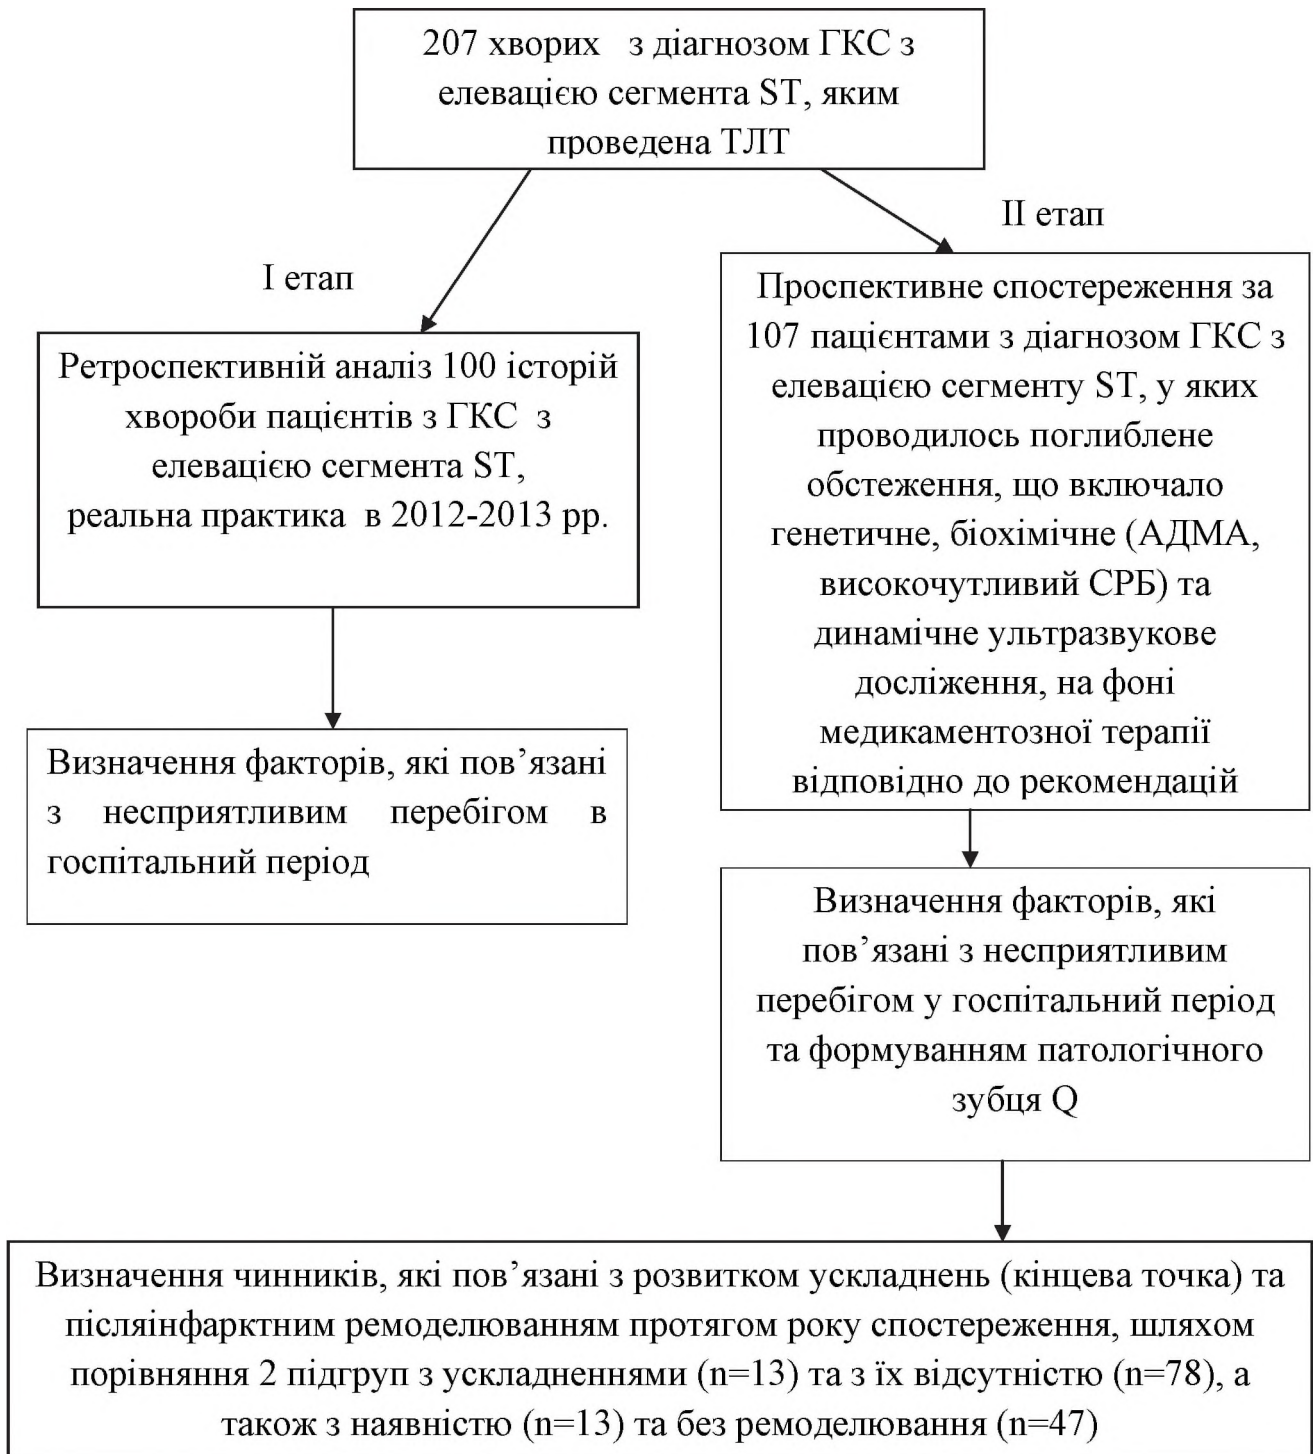 207 хворих з діагнозом ГКС з
елевацією сегмента ST, яким
проведена ТЛТ
І етап
ІІ етап
Ретроспективній аналіз 100 історій
хвороби пацієнтів з ГКС з
елевацією сегмента ST,
реальна практика в 2012-2013 рр.
Визначення факторів, які пов’язані
з несприятливим перебігом в
госпітальний період
Проспективне спостереження за
107 пацієнтами з діагнозом ГКС з
елевацією сегменту ST, у яких
проводилось поглиблене
обстеження, що включало
генетичне, біохімічне (АДМА,
високочутливий СРБ) та
динамічне ультразвукове
досліження, на фоні
медикаментозної терапії
відповідно до рекомендацій
Визначення факторів, які
пов’язані з несприятливим
перебігом у госпітальний період
та формуванням патологічного
зубця Q
Визначення чинників, які пов’язані з розвитком ускладнень (кінцева точка) та
післяінфарктним ремоделюванням протягом року спостереження, шляхом
порівняння 2 підгруп з ускладненнями (n=13) та з їх відсутністю (n=78), а
також з наявністю (n=13) та без ремоделювання (n=47)